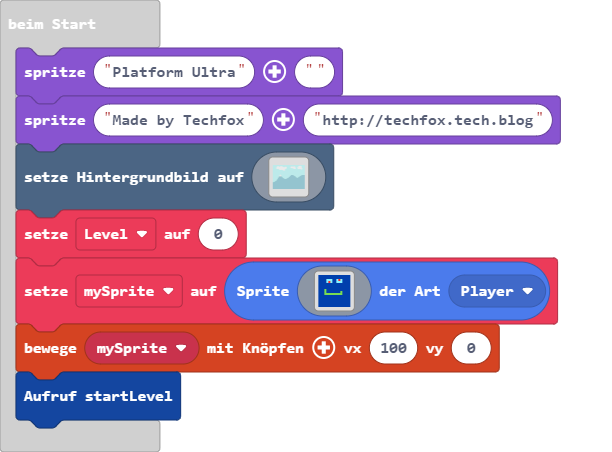 beim Start
spritze "Platform Ultra" + " "
spritze "Made by Techfox" + "http://techfox.tech.blog"
setze Hintergrundbild auf
setze Level auf 0
setze mySprite auf Sprite der Art Player
bewege mySprite mit Knöpfen + vx 100 vy 0
Aufruf startLevel